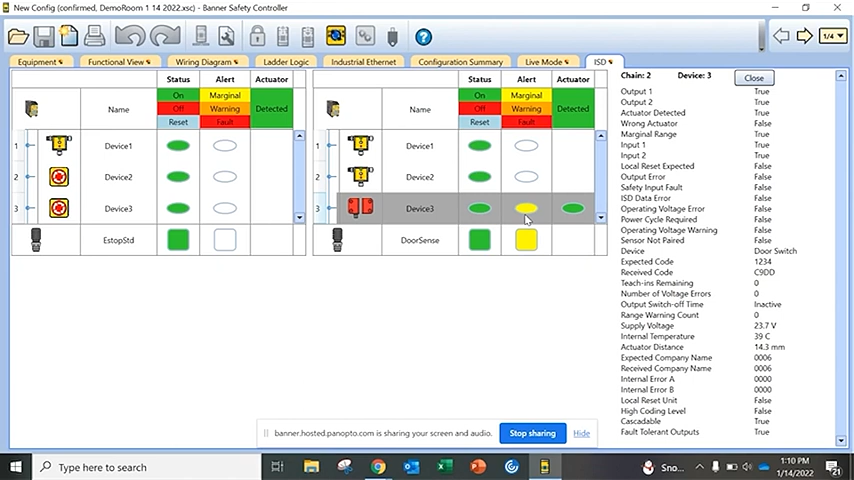 New Config (confirmed, DemoRoom 1 14 2022.xsc) - Banner Safety Controller
1/4
Equipment
Functional View
Wiring Diagram
Ladder Logic
Industrial Ethernet
Configuration Summary
Live Mode
ISD
Status Alert Actuator
Name
On Marginal
Off Warning Detected
Reset Fault
1 Device1
2 Device2
3 Device3
EstopStd
Status Alert Actuator
Name
On Marginal
Off Warning Detected
Reset Fault
1 Device1
2 Device2
3 Device3
DoorSense
Chain: 2 Device: 3 Close
Output 1 True
Output 2 True
Actuator Detected True
Wrong Actuator False
Marginal Range True
Input 1 True
Input 2 True
Local Reset Expected False
Output Error False
Safety Input Fault False
ISD Data Error False
Operating Voltage Error False
Power Cycle Required False
Operating Voltage Warning False
Sensor Not Paired False
Device Door Switch
Expected Code 1234
Received Code C9DD
Teach-ins Remaining 0
Number of Voltage Errors 0
Output Switch-off Time Inactive
Range Warning Count 0
Supply Voltage 23.7 V
Internal Temperature 39 C
Actuator Distance 14.3 mm
Expected Company Name 0006
Received Company Name 0006
Internal Error A 0000
Internal Error B 0000
Local Reset Unit False
High Coding Level False
Cascadable True
Fault Tolerant Outputs True
banner.hosted.panopto.com is sharing your screen and audio. Stop sharing Hide
Type here to search
Sno...
1:10 PM
1/14/2022
21